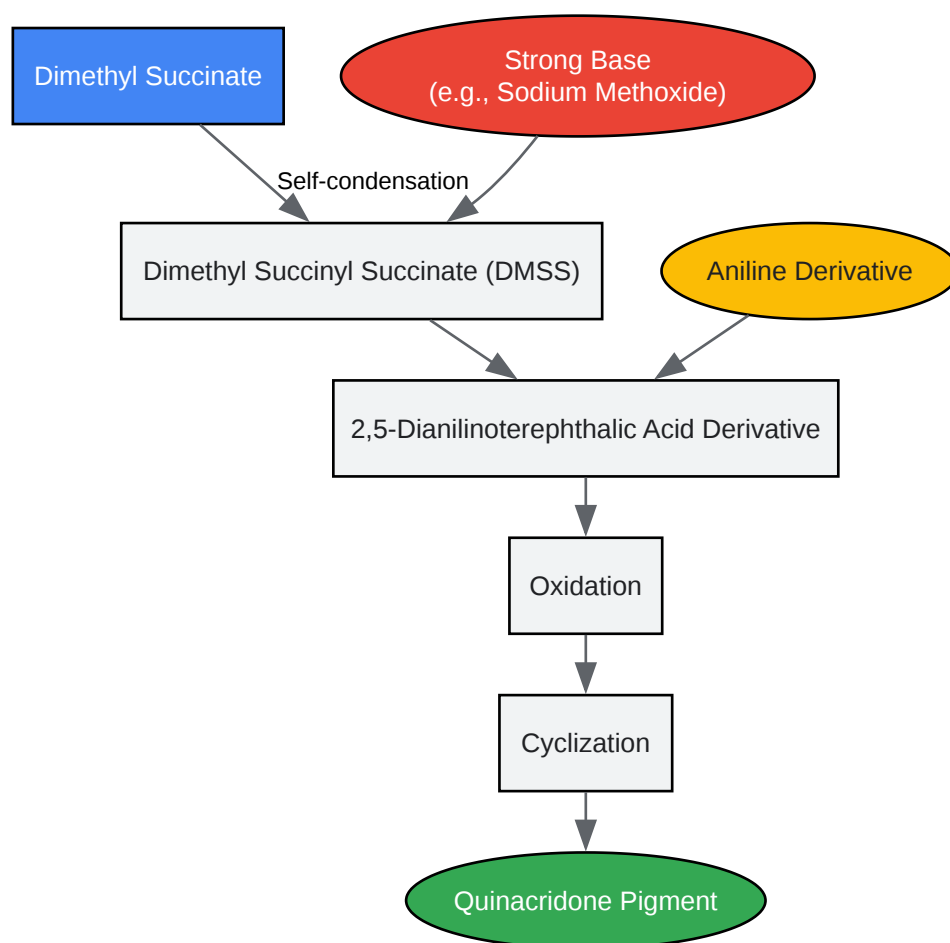 Dimethyl Succinate
Strong Base
(e.g., Sodium Methoxide)
Self-condensation
Dimethyl Succinyl Succinate (DMSS)
Aniline Derivative
2,5-Dianilinoterephthalic Acid Derivative
Oxidation
Cyclization
Quinacridone Pigment